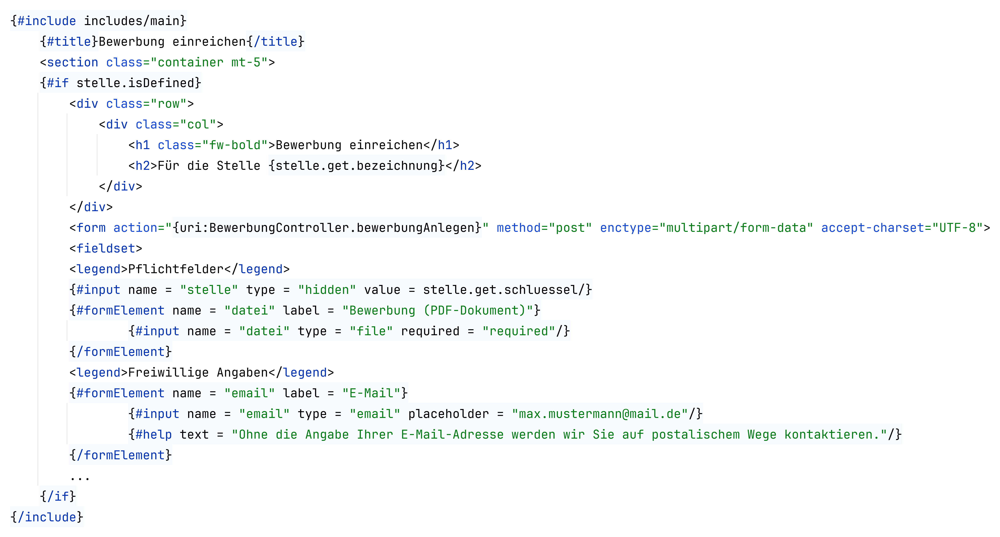 {#include includes/main}
    {#title}Bewerbung einreichen{/title}
    <section class="container mt-5">
    {#if stelle.isDefined}
        <div class="row">
            <div class="col">
                <h1 class="fw-bold">Bewerbung einreichen</h1>
                <h2>Für die Stelle {stelle.get.bezeichnung}</h2>
            </div>
        </div>
        <form action="{uri:BewerbungController.bewerbungAnlegen}" method="post" enctype="multipart/form-data" accept-charset="UTF-8">
        <fieldset>
        <legend>Pflichtfelder</legend>
        {#input name = "stelle" type = "hidden" value = stelle.get.schluessel/}
        {#formElement name = "datei" label = "Bewerbung (PDF-Dokument)"}
                {#input name = "datei" type = "file" required = "required"/}
        {/formElement}
        <legend>Freiwillige Angaben</legend>
        {#formElement name = "email" label = "E-Mail"}
                {#input name = "email" type = "email" placeholder = "max.mustermann@mail.de"/}
                {#help text = "Ohne die Angabe Ihrer E-Mail-Adresse werden wir Sie auf postalischem Wege kontaktieren."/}
        {/formElement}
        ...
    {/if}
{/include}